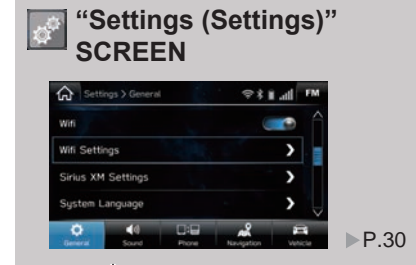 “Settings (Settings)”
SCREEN
Settings > General
FM
Wifi
Wifi Settings
Sirius XM Settings
System Language
General Sound Phone Navigation Vehicle
P.30